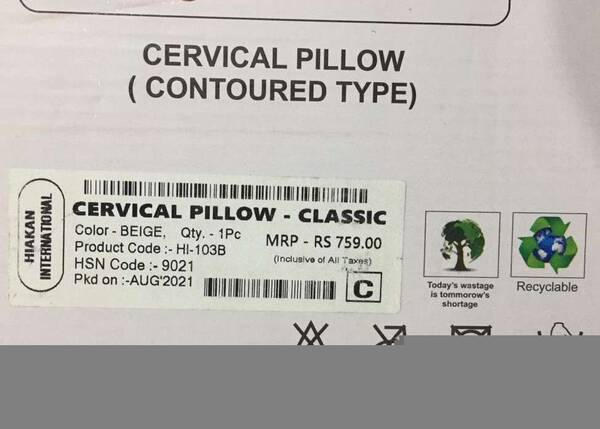 CERVICAL PILLOW
( CONTOURED TYPE)
HIAKAN
INTERNATIONAL
CERVICAL PILLOW - CLASSIC
Color - BEIGE, Qty. - 1Pc
MRP - RS 759.00
Product Code :- HI-103B
(Inclusive of All Taxes)
HSN Code :- 9021
Pkd on :-AUG'2021
C
Today's wastage
is tommorow's
shortage
Recyclable